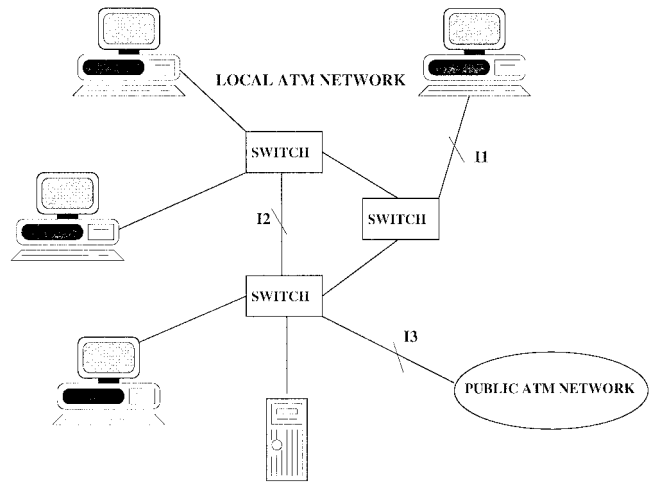 LOCAL ATM NETWORK
SWITCH
I1
SWITCH
I2
SWITCH
I3
PUBLIC ATM NETWORK